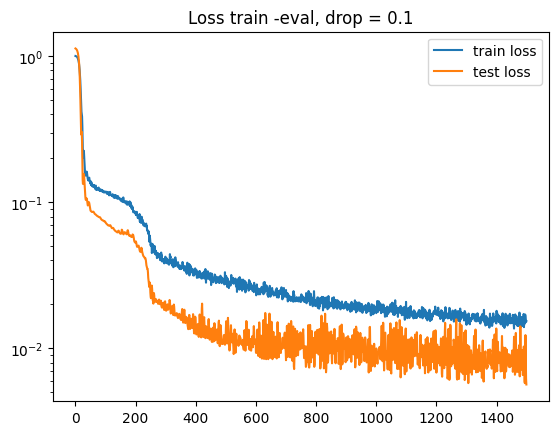 Loss train -eval, drop = 0.1
train loss
test loss
10⁰
10⁻¹
10⁻²
0 200 400 600 800 1000 1200 1400